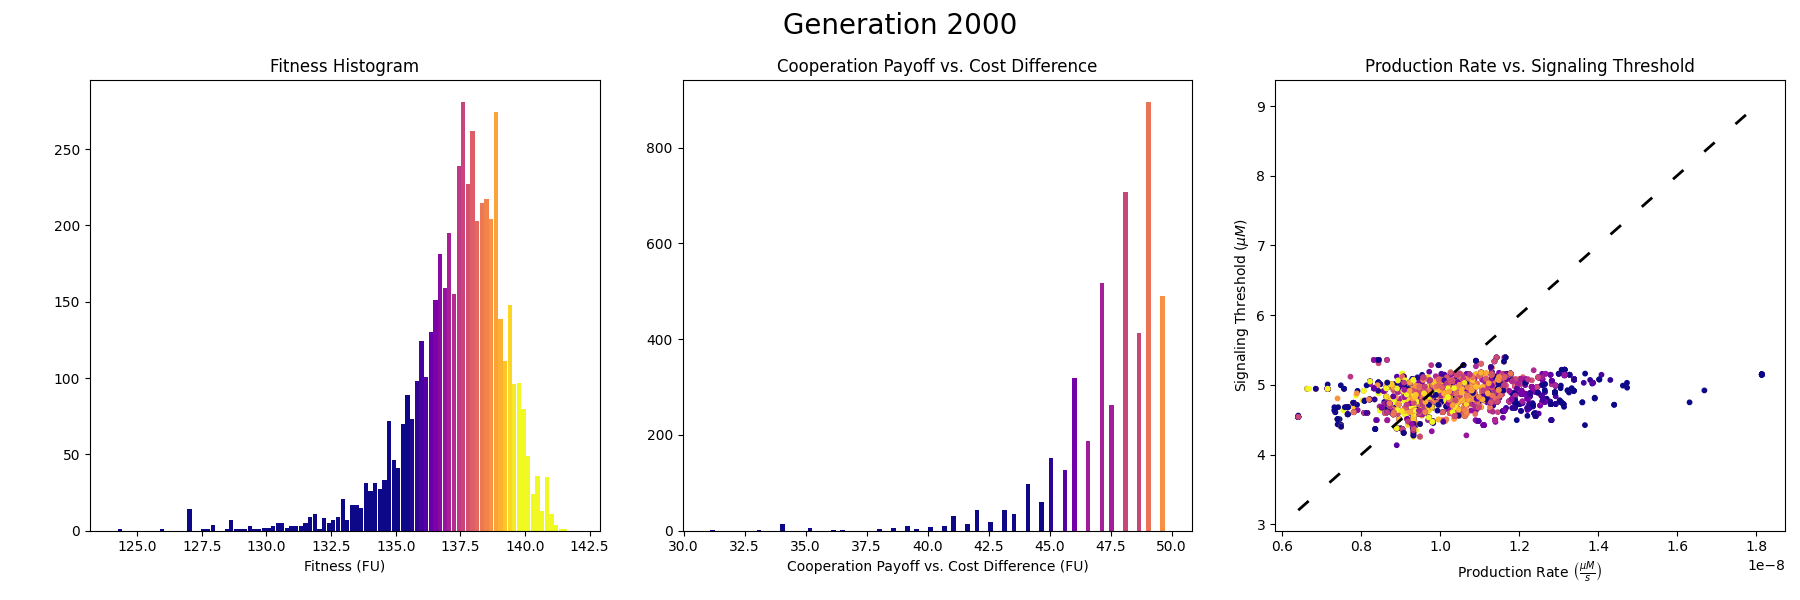 Generation 2000
Fitness Histogram
250
200
150
100
50
0
125.0 127.5 130.0 132.5 135.0 137.5 140.0 142.5
Fitness (FU)
Cooperation Payoff vs. Cost Difference
800
600
400
200
0
30.0 32.5 35.0 37.5 40.0 42.5 45.0 47.5 50.0
Cooperation Payoff vs. Cost Difference (FU)
Production Rate vs. Signaling Threshold
Signaling Threshold (μM)
9
8
7
6
5
4
3
0.6 0.8 1.0 1.2 1.4 1.6 1.8
1e−8
Production Rate (μM/s)